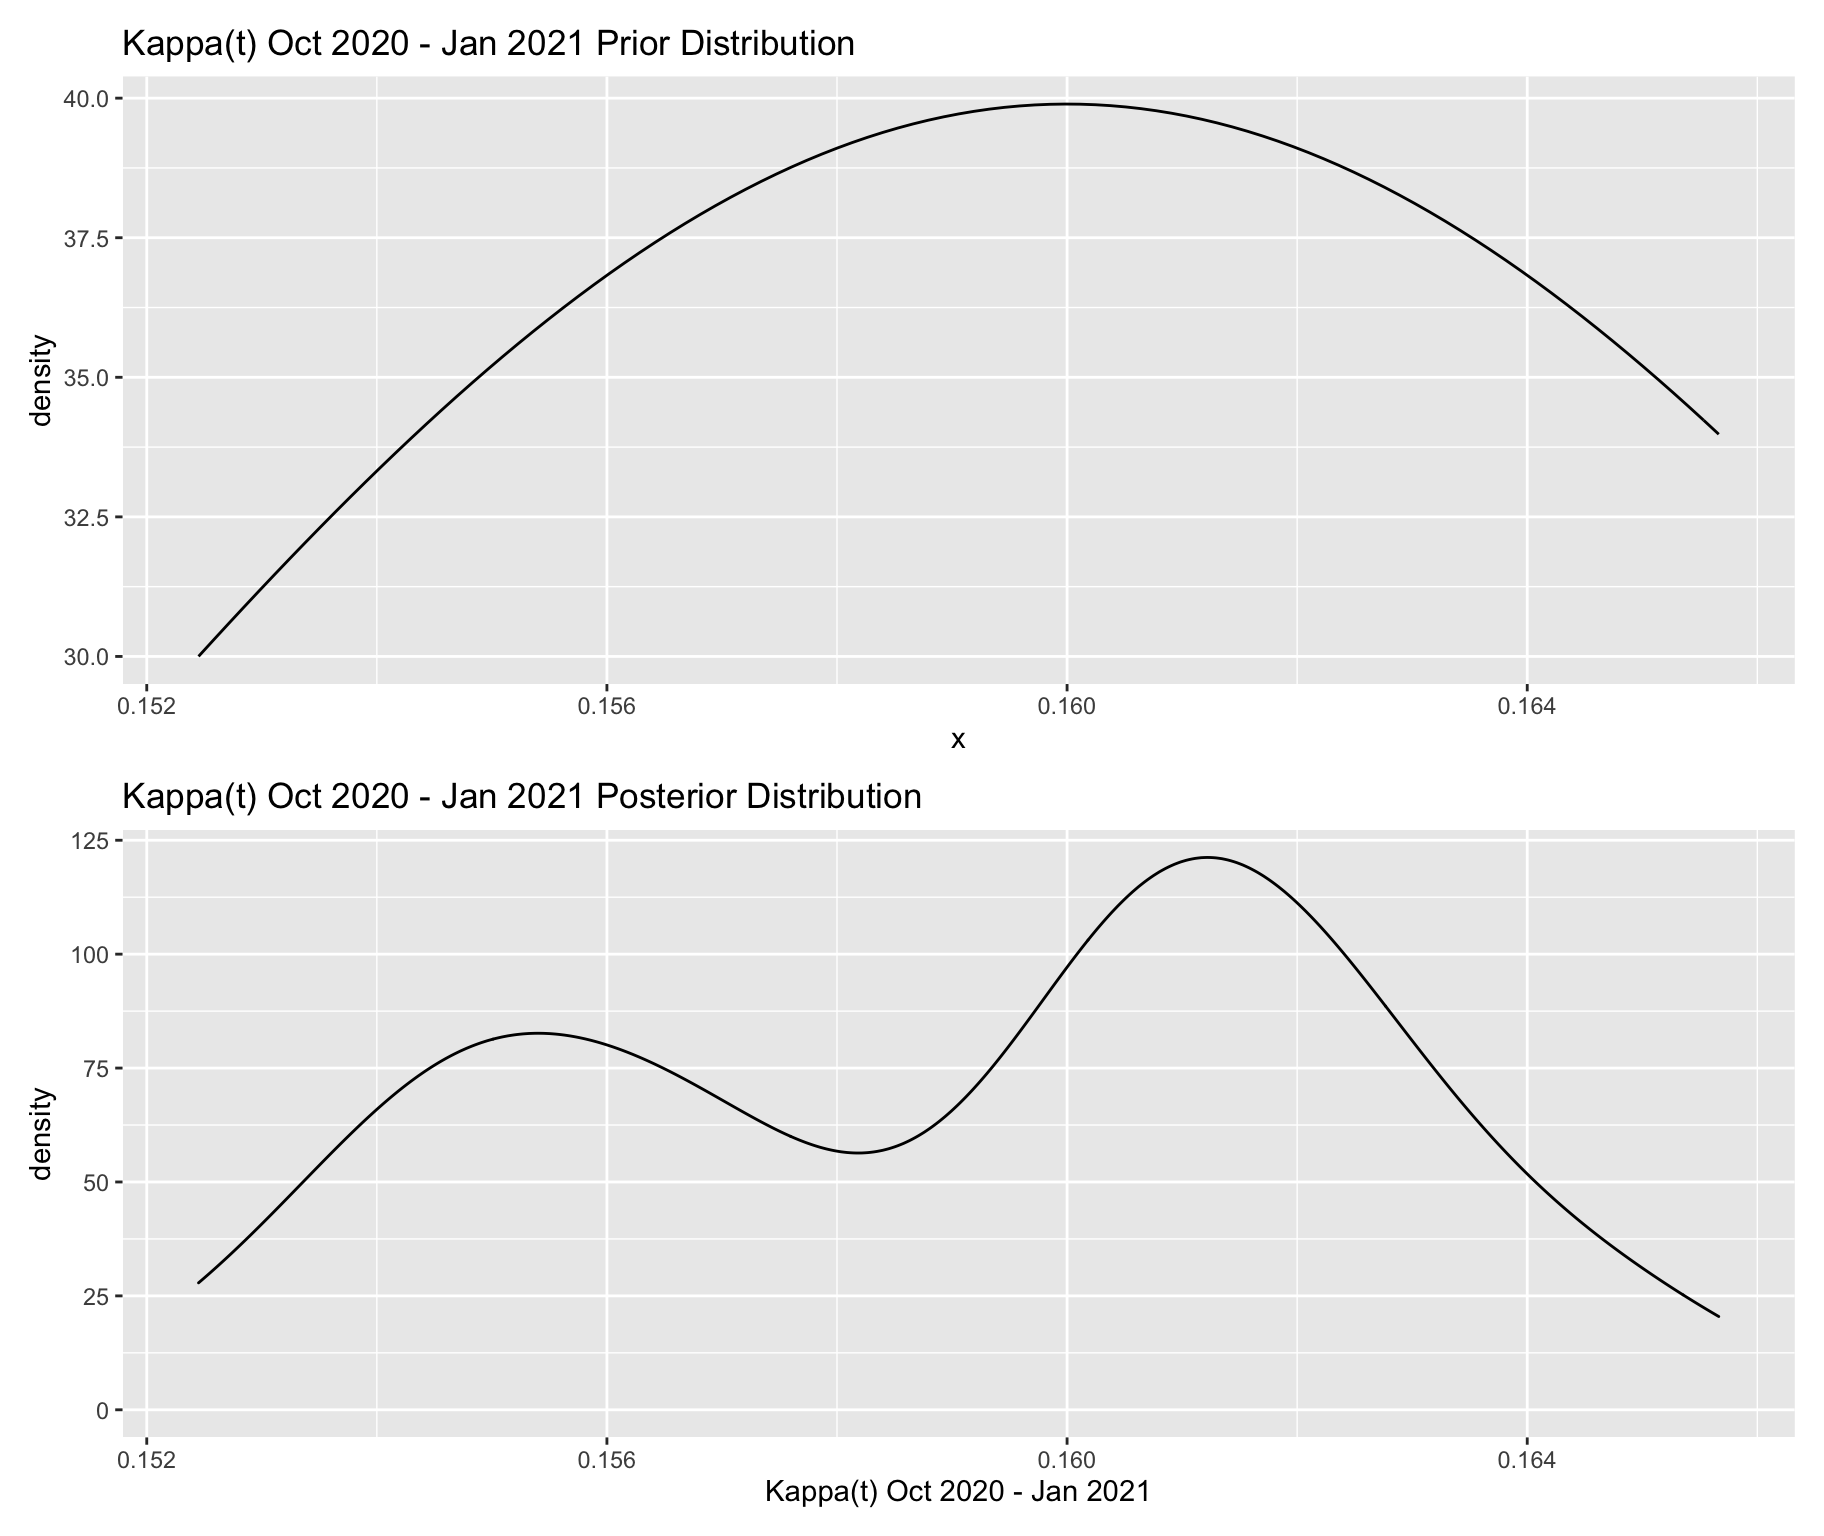 Kappa(t) Oct 2020 - Jan 2021 Prior Distribution
40.0
37.5
35.0
32.5
30.0
density
0.152 0.156 0.160 0.164
x
Kappa(t) Oct 2020 - Jan 2021 Posterior Distribution
125
100
75
50
25
0
density
0.152 0.156 0.160 0.164
Kappa(t) Oct 2020 - Jan 2021